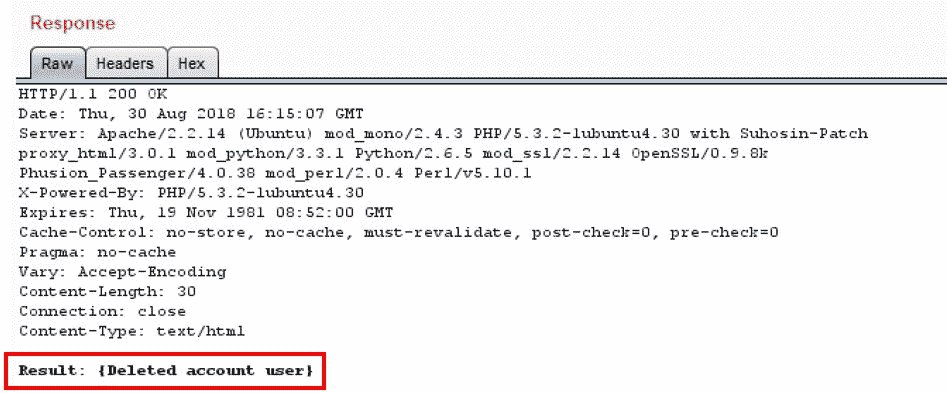 Response
Raw Headers Hex
HTTP/1.1 200 OK
Date: Thu, 30 Aug 2018 16:15:07 GMT
Server: Apache/2.2.14 (Ubuntu) mod_mono/2.4.3 PHP/5.3.2-1ubuntu4.30 with Suhosin-Patch
proxy_html/3.0.1 mod_python/3.3.1 Python/2.6.5 mod_ssl/2.2.14 OpenSSL/0.9.8k
Phusion_Passenger/4.0.38 mod_perl/2.0.4 Perl/v5.10.1
X-Powered-By: PHP/5.3.2-1ubuntu4.30
Expires: Thu, 19 Nov 1981 08:52:00 GMT
Cache-Control: no-store, no-cache, must-revalidate, post-check=0, pre-check=0
Pragma: no-cache
Vary: Accept-Encoding
Content-Length: 30
Connection: close
Content-Type: text/html
Result: {Deleted account user}